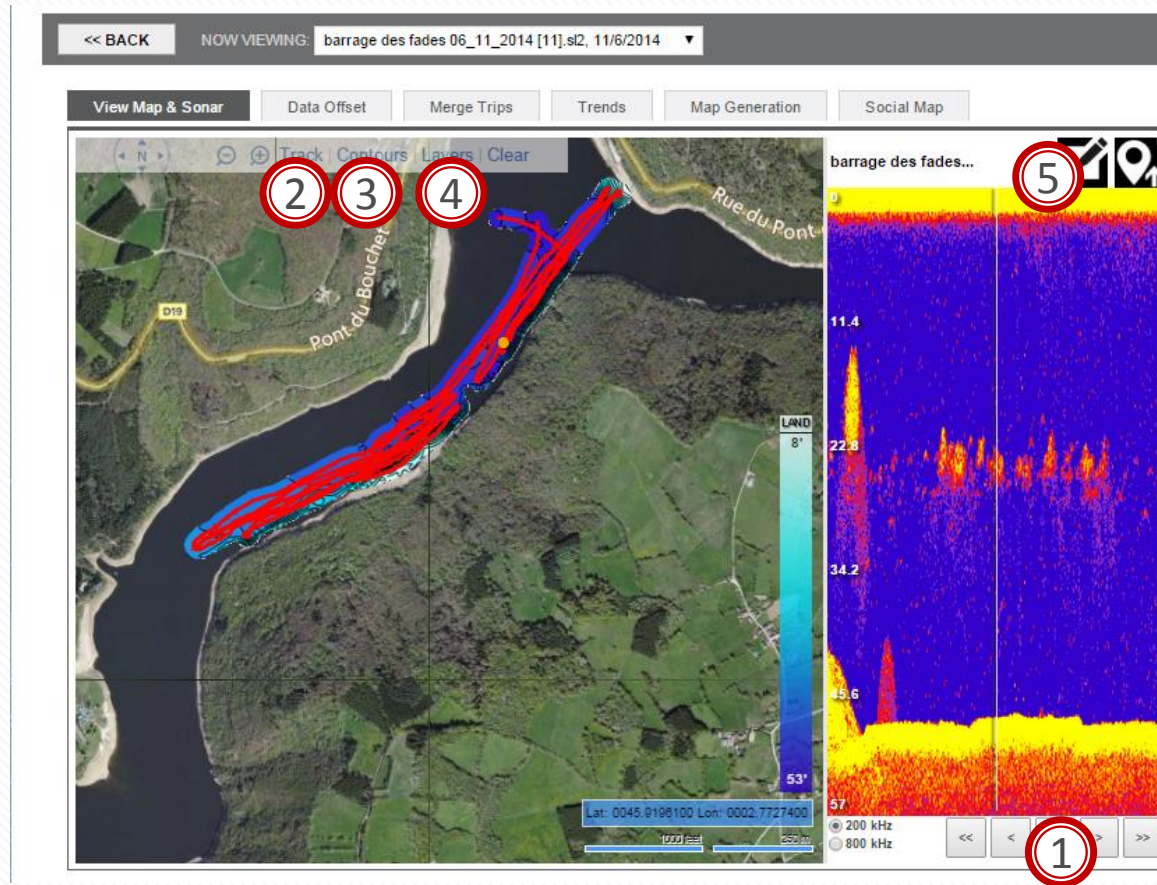 << BACK NOW VIEWING: barrage des fades 06_11_2014 [11].sl2, 11/6/2014
View Map & Sonar Data Offset Merge Trips Trends Map Generation Social Map
N Track | Contours | Layers | Clear
barrage des fades...
5
2 3 4
0
Rue du Pont
Pont du Bouchet
D19
11.4
LAND
8'
22.8
34.2
45.6
53'
57
Lat: 0045.9196100 Lon: 0002.7727400
1000 feet 250 m
200 kHz
800 kHz
<< < > >>
1